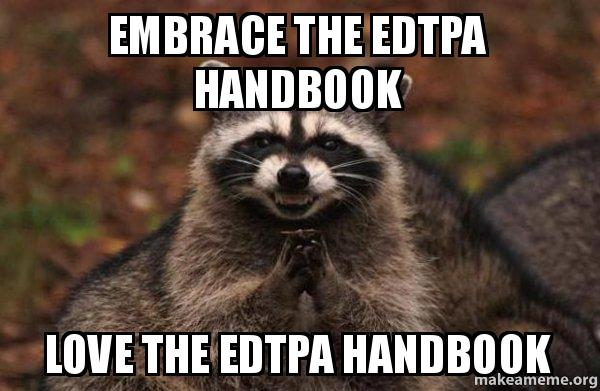 EMBRACE THE EDTPA
HANDBOOK
LOVE THE EDTPA HANDBOOK
makeameme.org